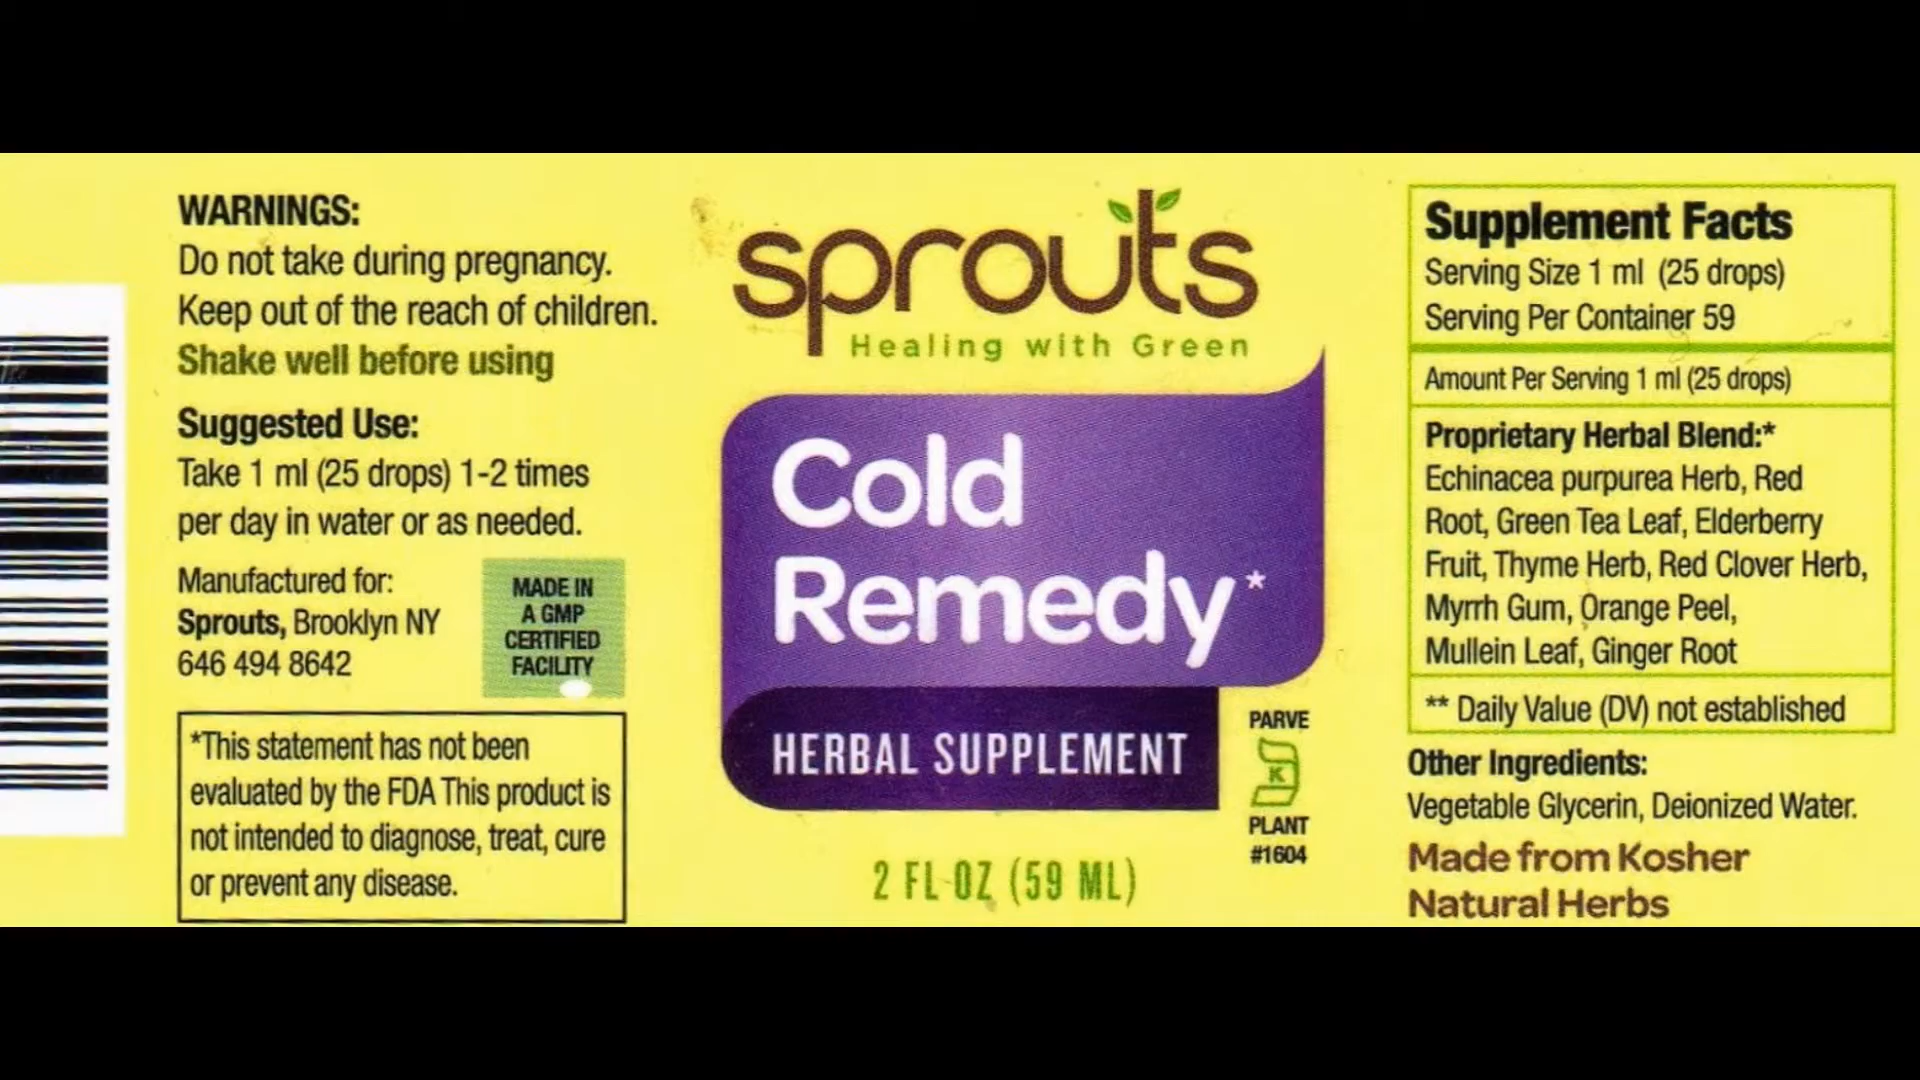 WARNINGS:
Do not take during pregnancy.
Keep out of the reach of children.
Shake well before using
Suggested Use:
Take 1 ml (25 drops) 1-2 times
per day in water or as needed.
Manufactured for:
Sprouts, Brooklyn NY
646 494 8642
MADE IN
A GMP
CERTIFIED
FACILITY
*This statement has not been
evaluated by the FDA This product is
not intended to diagnose, treat, cure
or prevent any disease.
sprouts
Healing with Green
Cold
Remedy*
HERBAL SUPPLEMENT
PARVE
K
PLANT
#1604
2 FL OZ (59 ML)
Supplement Facts
Serving Size 1 ml (25 drops)
Serving Per Container 59
Amount Per Serving 1 ml (25 drops)
Proprietary Herbal Blend:*
Echinacea purpurea Herb, Red
Root, Green Tea Leaf, Elderberry
Fruit, Thyme Herb, Red Clover Herb,
Myrrh Gum, Orange Peel,
Mullein Leaf, Ginger Root
** Daily Value (DV) not established
Other Ingredients:
Vegetable Glycerin, Deionized Water.
Made from Kosher
Natural Herbs